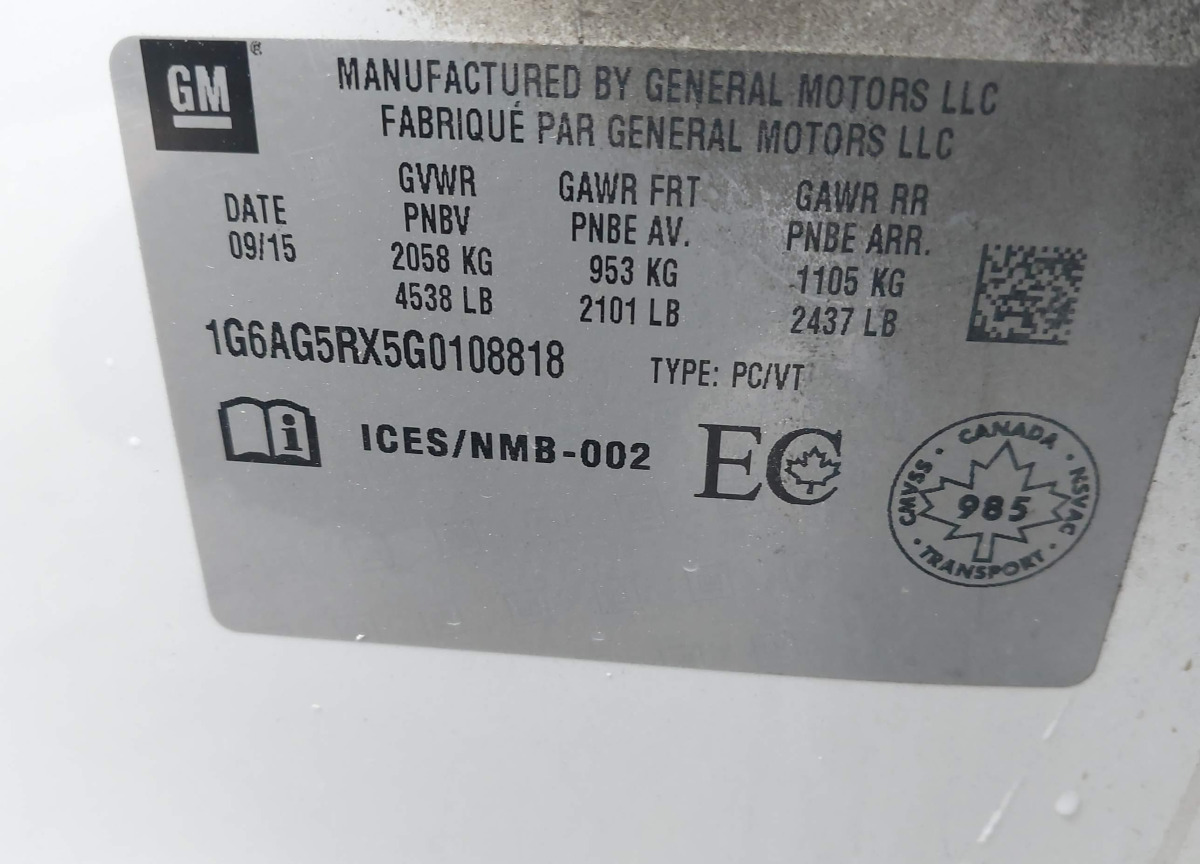 GM ®
MANUFACTURED BY GENERAL MOTORS LLC
FABRIQUÉ PAR GENERAL MOTORS LLC
DATE
09/15
GVWR
PNBV
2058 KG
4538 LB
GAWR FRT
PNBE AV.
953 KG
2101 LB
GAWR RR
PNBE ARR.
1105 KG
2437 LB
1G6AG5RX5G0108818
TYPE: PC/VT
i
ICES/NMB-002
EC
CANADA
CMVSS · NSVAC
985
· TRANSPORT ·